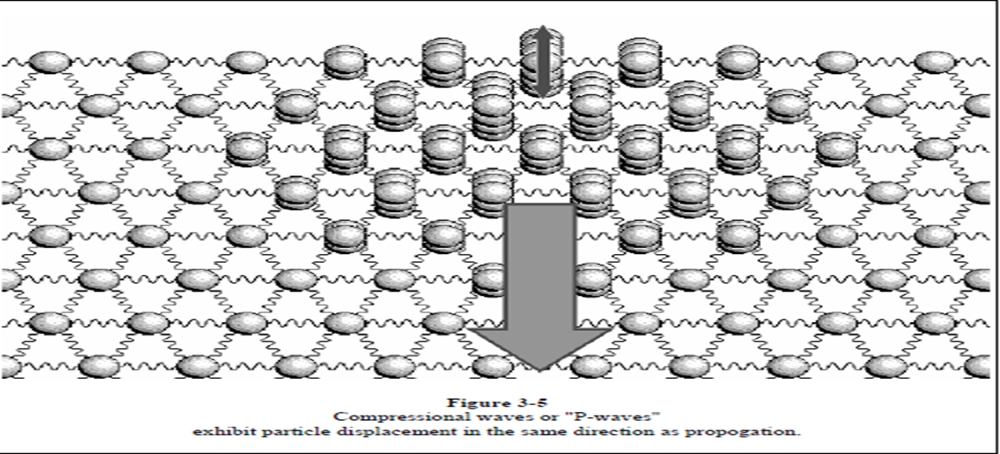 Figure 3-5
Compressional waves or "P-waves"
exhibit particle displacement in the same direction as propogation.